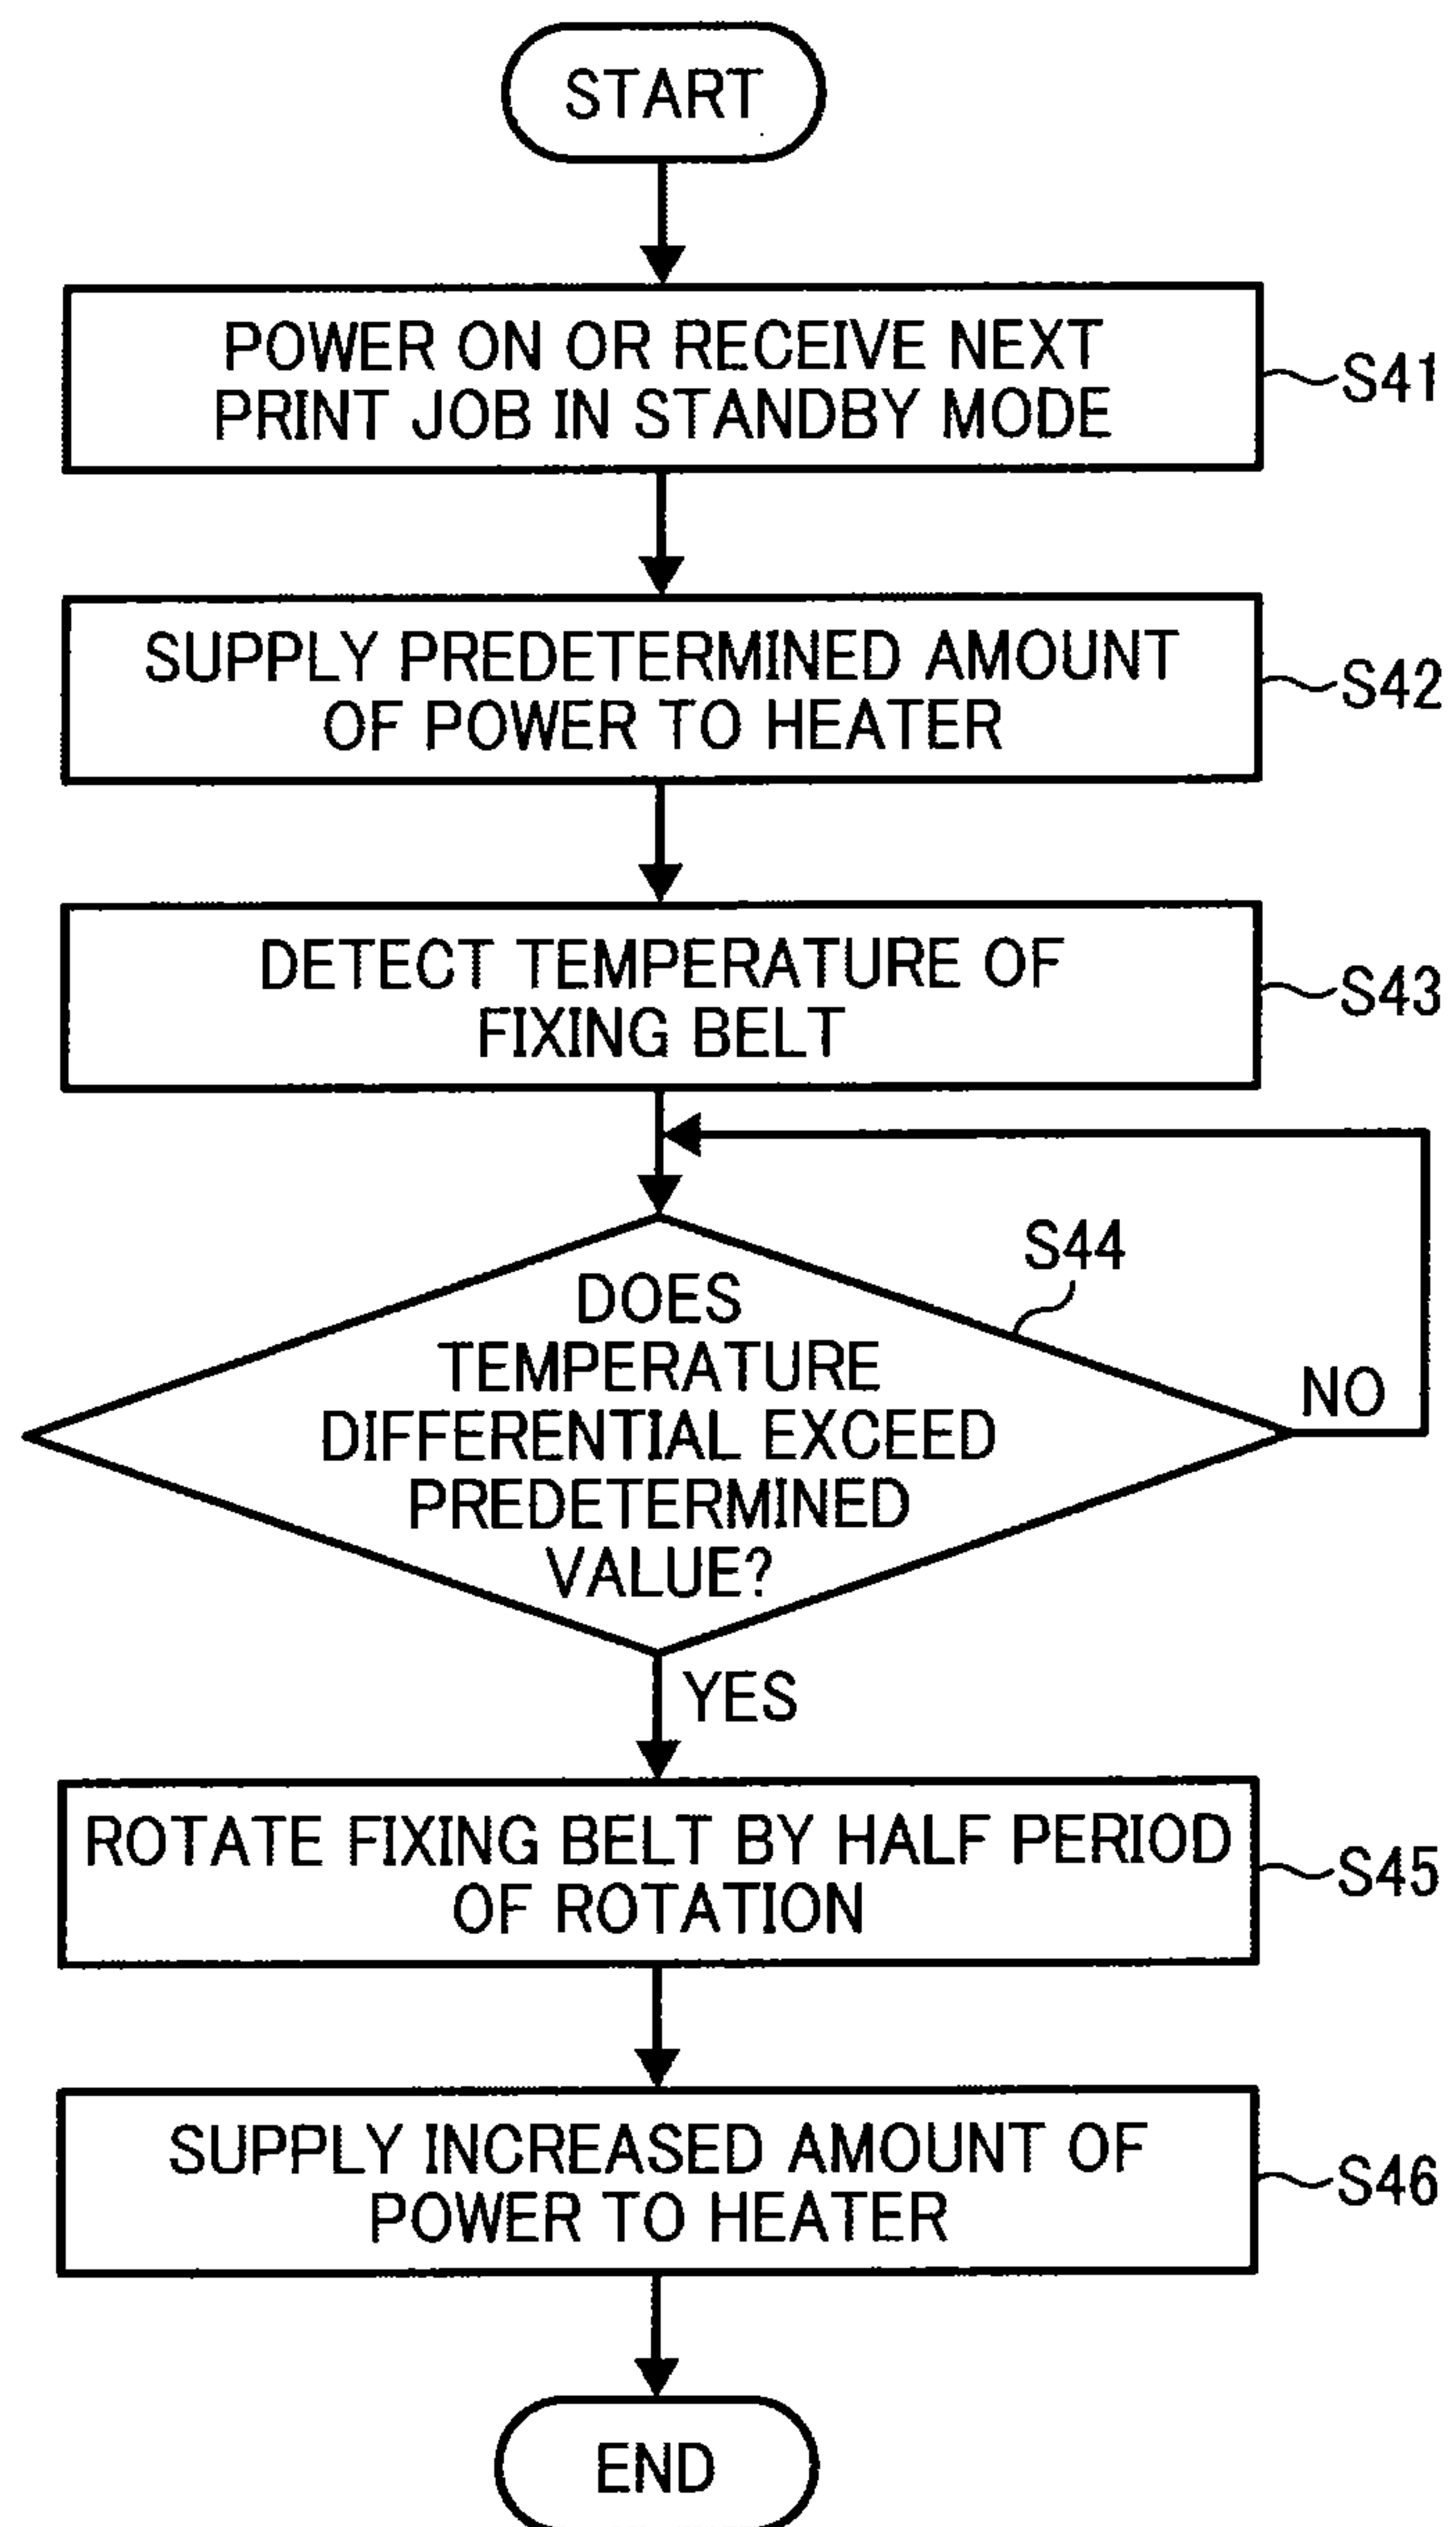 START
POWER ON OR RECEIVE NEXT
PRINT JOB IN STANDBY MODE
S41
SUPPLY PREDETERMINED AMOUNT
OF POWER TO HEATER
S42
DETECT TEMPERATURE OF
FIXING BELT
S43
S44
DOES
TEMPERATURE
DIFFERENTIAL EXCEED
PREDETERMINED
VALUE?
NO
YES
ROTATE FIXING BELT BY HALF PERIOD
OF ROTATION
S45
SUPPLY INCREASED AMOUNT OF
POWER TO HEATER
S46
END